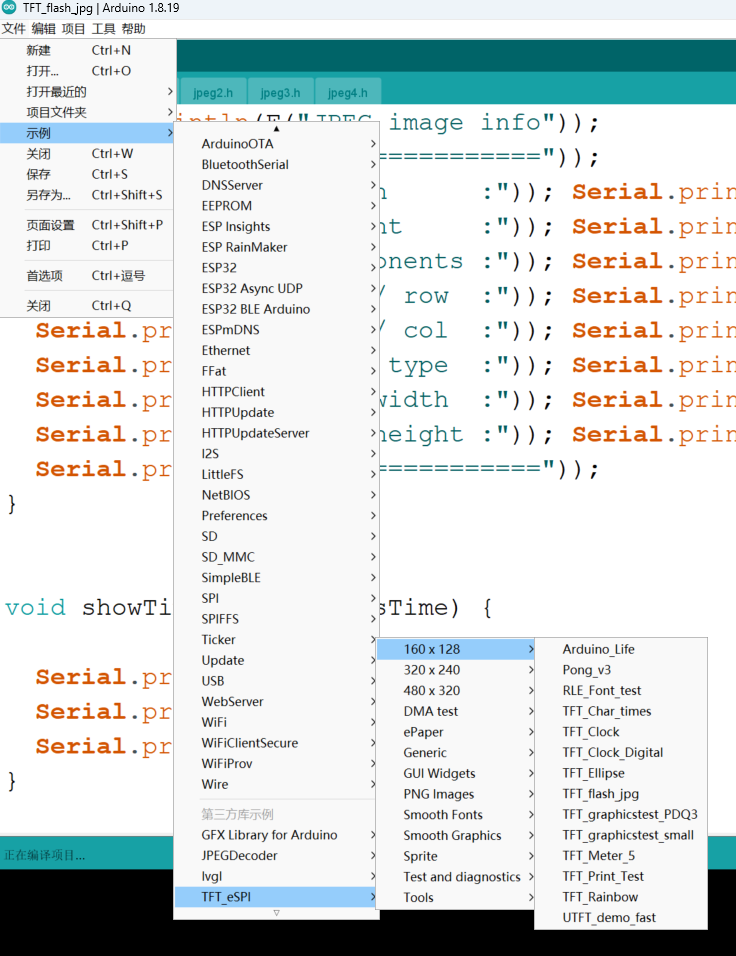 TFT_flash_jpg | Arduino 1.8.19
文件 编辑 项目 工具 帮助
新建 Ctrl+N
打开... Ctrl+O
打开最近的
项目文件夹
示例
关闭 Ctrl+W
保存 Ctrl+S
另存为... Ctrl+Shift+S
页面设置 Ctrl+Shift+P
打印 Ctrl+P
首选项 Ctrl+逗号
关闭 Ctrl+Q
jpeg2.h jpeg3.h jpeg4.h
ArduinoOTA
BluetoothSerial
DNSServer
EEPROM
ESP Insights
ESP RainMaker
ESP32
ESP32 Async UDP
ESP32 BLE Arduino
ESPmDNS
Ethernet
FFat
HTTPClient
HTTPUpdate
HTTPUpdateServer
I2S
LittleFS
NetBIOS
Preferences
SD
SD_MMC
SimpleBLE
SPI
SPIFFS
Ticker
Update
USB
WebServer
WiFi
WiFiClientSecure
WiFiProv
Wire
第三方库示例
GFX Library for Arduino
JPEGDecoder
lvgl
TFT_eSPI
160 x 128
320 x 240
480 x 320
DMA test
ePaper
Generic
GUI Widgets
PNG Images
Smooth Fonts
Smooth Graphics
Sprite
Test and diagnostics
Tools
Arduino_Life
Pong_v3
RLE_Font_test
TFT_Char_times
TFT_Clock
TFT_Clock_Digital
TFT_Ellipse
TFT_flash_jpg
TFT_graphicstest_PDQ3
TFT_graphicstest_small
TFT_Meter_5
TFT_Print_Test
TFT_Rainbow
UTFT_demo_fast
image info"));
==========="));
:")); Serial.prin
:")); Serial.prin
:")); Serial.prin
/ row :")); Serial.prin
Serial.pr / col :")); Serial.prin
Serial.pr type :")); Serial.prin
Serial.pr width :")); Serial.prin
Serial.pr height :")); Serial.prin
Serial.pr ==========="));
}
void showTi sTime) {
Serial.pr
Serial.pr
Serial.pr
}
正在编译项目...